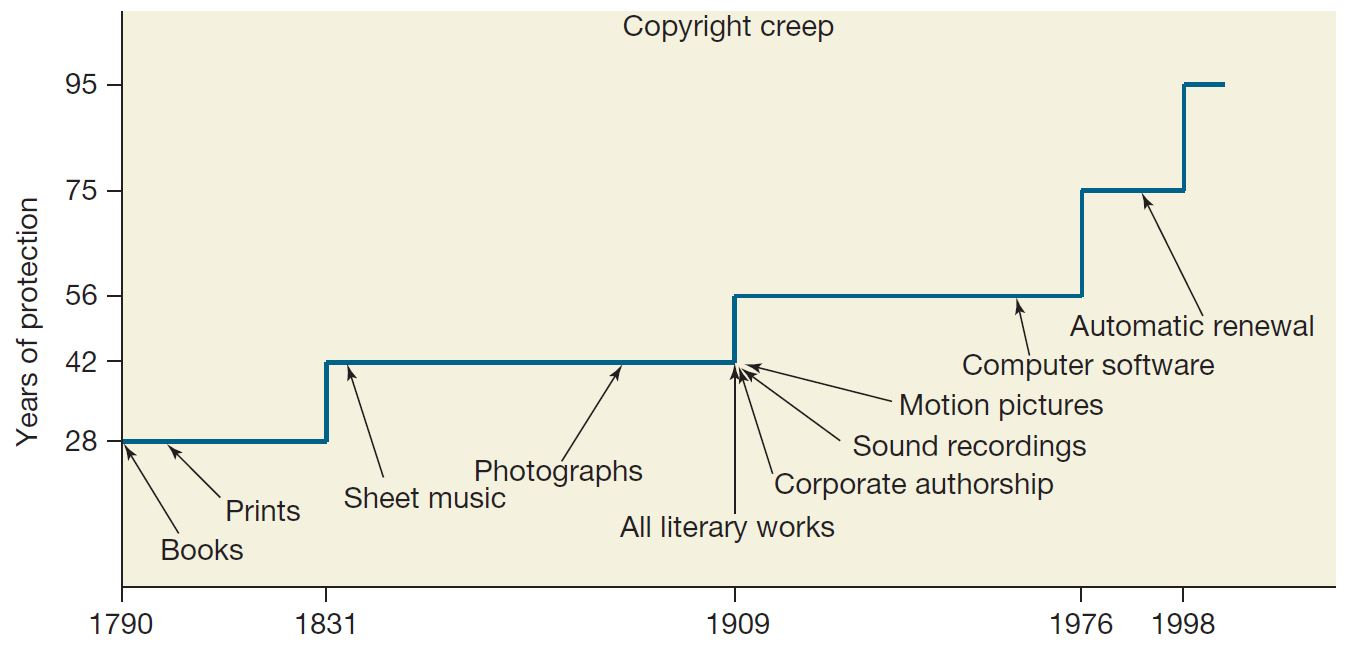 Copyright creep
Years of protection
95
75
56
42
28
Automatic renewal
Computer software
Motion pictures
Sound recordings
Photographs
Corporate authorship
Sheet music
Prints
All literary works
Books
1790
1831
1909
1976
1998